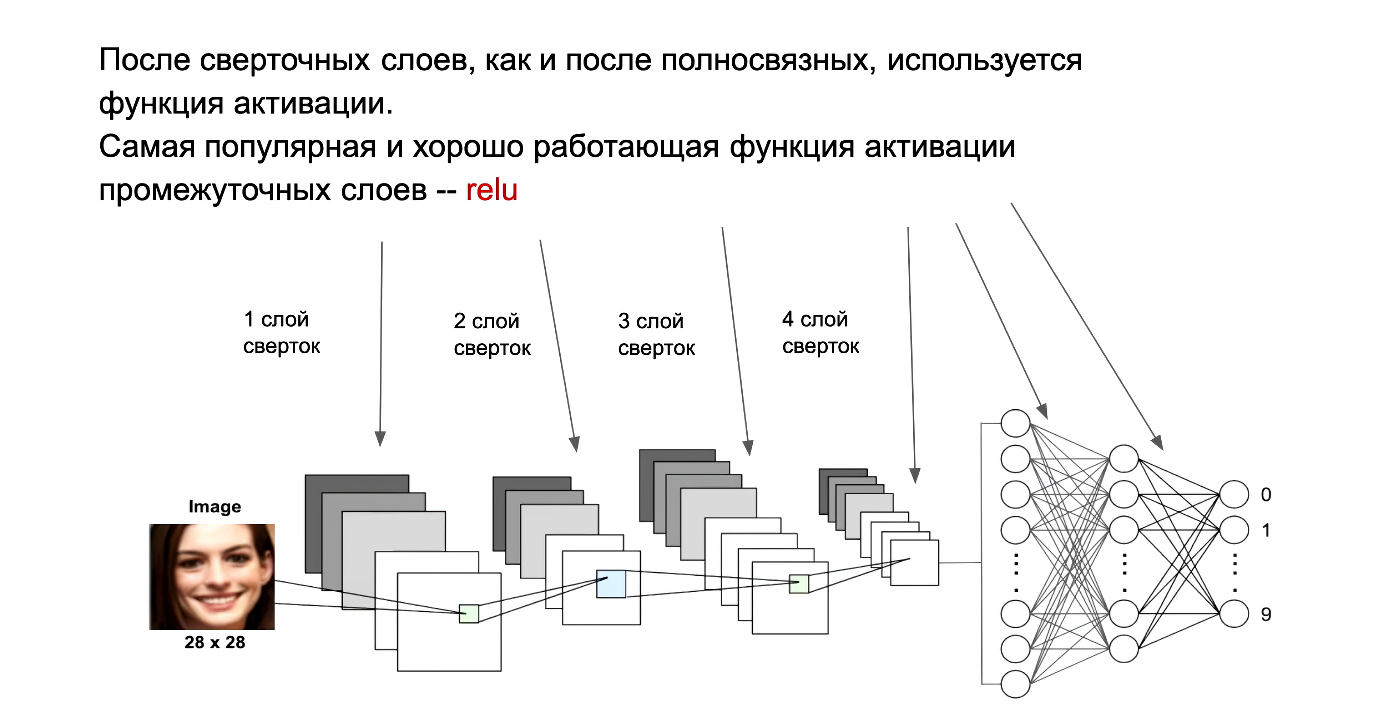 После сверточных слоев, как и после полносвязных, используется
функция активации.
Самая популярная и хорошо работающая функция активации
промежуточных слоев -- relu
1 слой
сверток
2 слой
сверток
3 слой
сверток
4 слой
сверток
Image
28 x 28
0
1
9